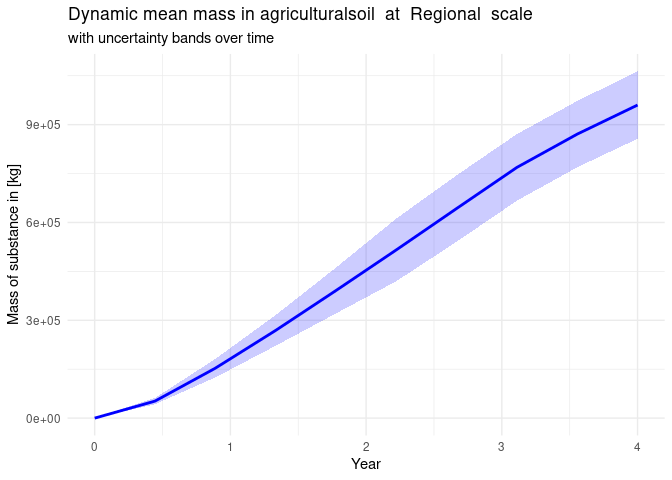 Dynamic mean mass in agriculturalsoil  at  Regional  scale
with uncertainty bands over time
Mass of substance in [kg]
9e+05
6e+05
3e+05
0e+00
0 1 2 3 4
Year